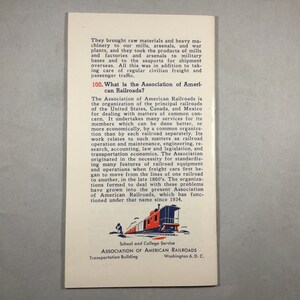 They brought raw materials and heavy ma-
chinery to our mills, arsenals, and war
plants, and they took the products of mills
and factories and arsenals to military
bases and to the seaports for shipment
overseas. All this was in addition to tak-
ing care of regular civilian freight and
passenger traffic.
100. What is the Association of Ameri-
can Railroads?
The Association of American Railroads is
the organization of the principal railroads
of the United States, Canada, and Mexico
for dealing with matters of common con-
cern. It undertakes many services for its
members which can be done better, or
more economically, by a common organiza-
tion than by each railroad separately. Its
work relates to such matters as railroad
operation and maintenance, engineering, re-
search, accounting, law and legislation, and
transportation economics. The Association
originated in the necessity for standardiz-
ing many features of railroad equipment
and operations when freight cars first be-
gan to move from the lines of one railroad
to another, in the late 1860's. The organiza-
tions formed to deal with these problems
have grown into the present Association
of American Railroads, which has func-
tioned under that name since 1934.
School and College Service
ASSOCIATION OF AMERICAN RAILROADS
Transportation Building Washington 6, D. C.